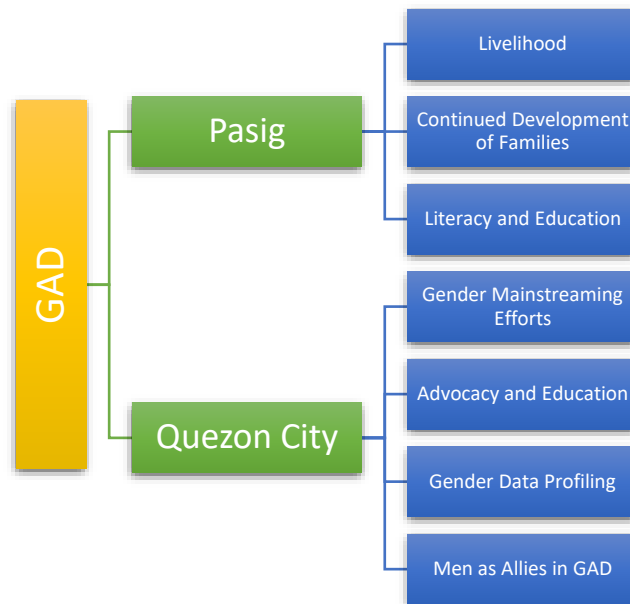 GAD
Pasig
Livelihood
Continued Development
of Families
Literacy and Education
Quezon City
Gender Mainstreaming
Efforts
Advocacy and Education
Gender Data Profiling
Men as Allies in GAD